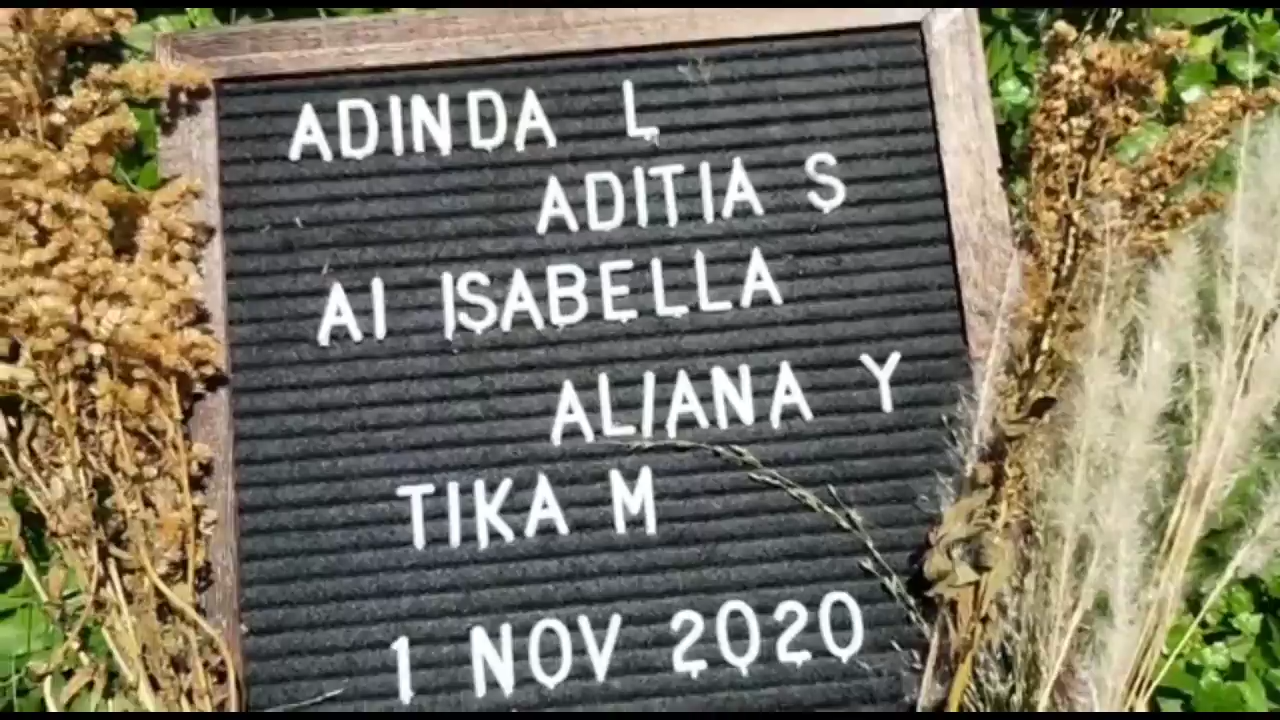 ADINDA L
ADITIA S
AI ISABELLA
ALIANA Y
TIKA M
1 NOV 2020